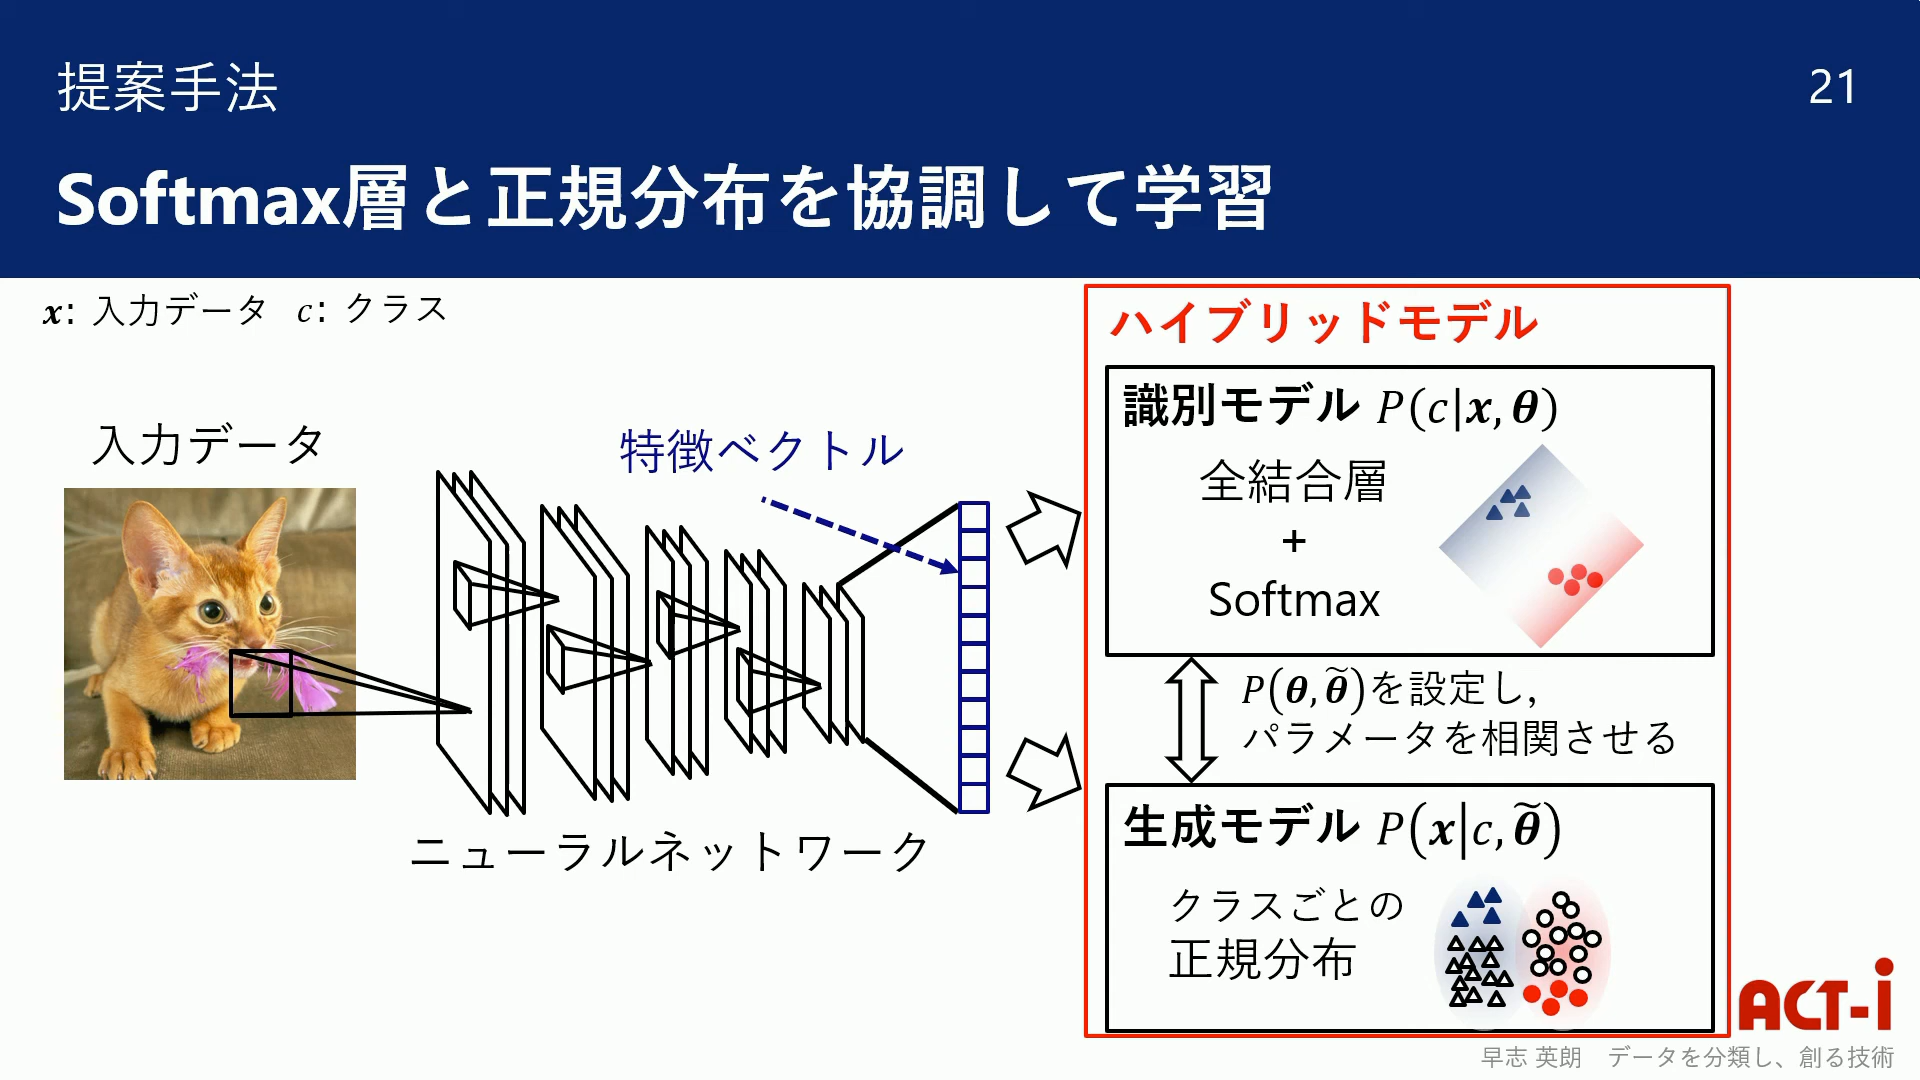 提案手法
21
Softmax層と正規分布を協調して学習
x: 入力データ c: クラス
ハイブリッドモデル
識別モデル P(c|x, θ)
全結合層
+
Softmax
入力データ
特徴ベクトル
P(θ, θ̃)を設定し,
パラメータを相関させる
ニューラルネットワーク
生成モデル P(x|c, θ̃)
クラスごとの
正規分布
ACT-i
早志 英朗 データを分類し、創る技術